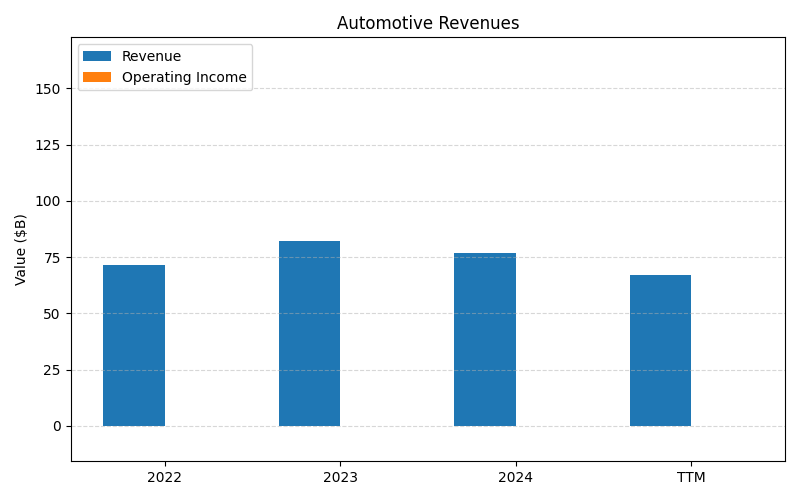 Automotive Revenues
Revenue
Operating Income
Value ($B)
150
125
100
75
50
25
0
2022 2023 2024 TTM